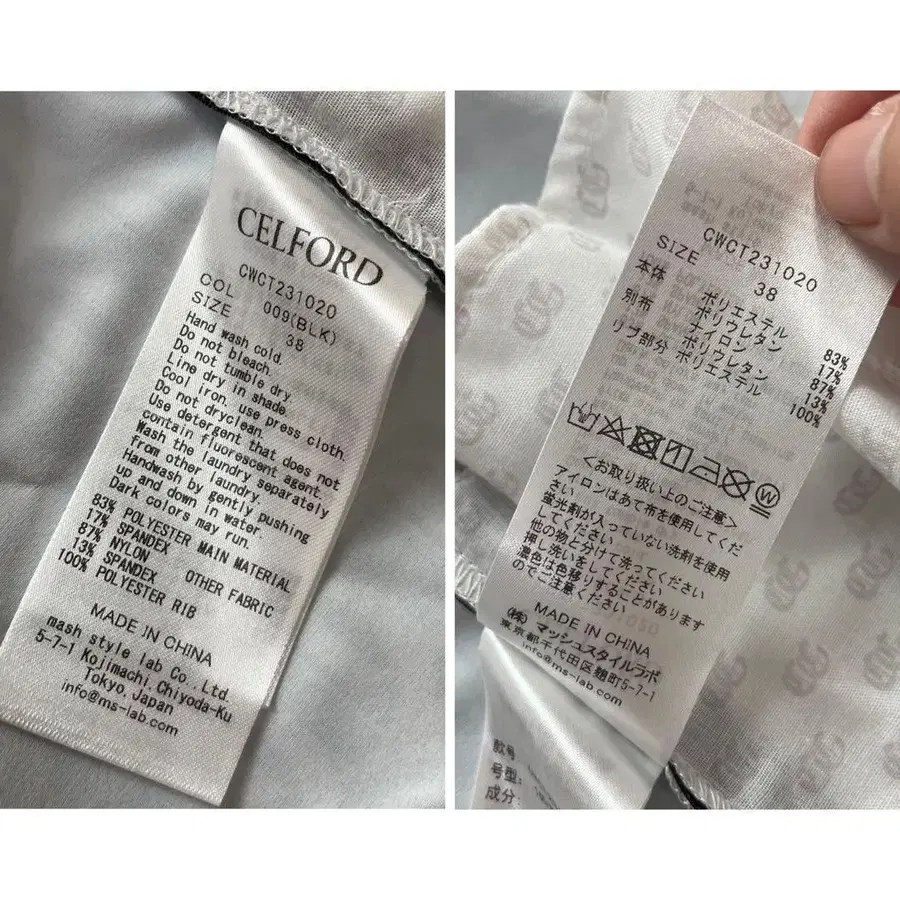 CELFORD
CWCT231020
COL 009(BLK)
SIZE 38
Hand wash cold.
Do not bleach.
Do not tumble dry.
Line dry in shade.
Cool iron, use press cloth.
Do not dryclean.
Use detergent that does not
contain fluorescent agent.
Wash the laundry separately
from other laundry.
Handwash by gently pushing
up and down in water.
Dark colors may run.
83% POLYESTER MAIN MATERIAL
17% SPANDEX
87% NYLON OTHER FABRIC
13% SPANDEX
100% POLYESTER RIB
MADE IN CHINA
mash style lab Co., Ltd.
5-7-1 Kojimachi, Chiyoda-Ku
Tokyo, Japan
info@ms-lab.com
CWCT231020
SIZE 38
本体 ポリエステル 83%
ポリウレタン 17%
別布 ナイロン 87%
ポリウレタン 13%
リブ部分 ポリエステル 100%
W
<お取り扱い上のご注意>
アイロンはあて布を使用してくだ
さい
蛍光剤が入っていない洗剤を使用
してください
他の物と分けて洗ってください
押し洗いをしてください
濃色は色移りすることがあります
のでご注意ください
MADE IN CHINA
(株) マッシュスタイルラボ
東京都千代田区麹町5-7-1
info@ms-lab.com
款号
号型:
成分: